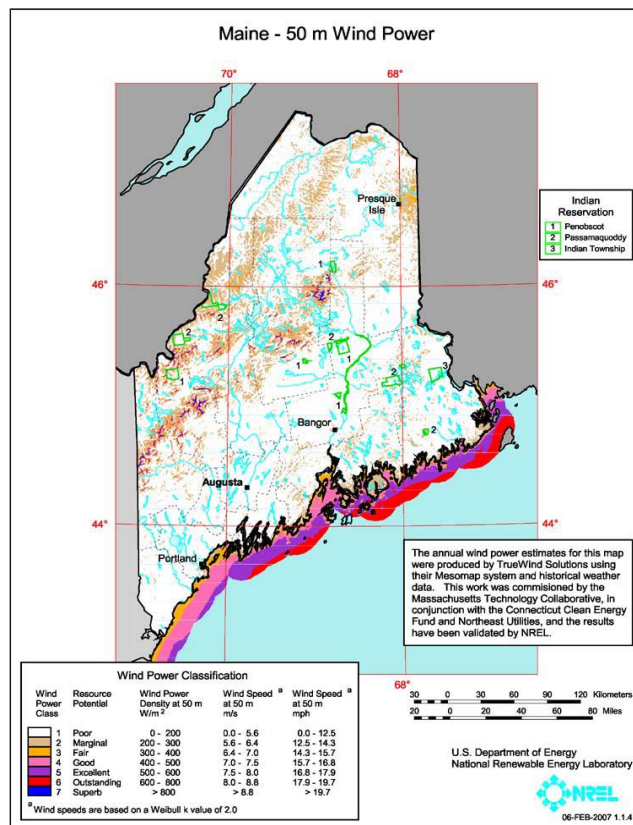 Maine - 50 m Wind Power
70°
68°
Presque
Isle
Indian
Reservation
1 Penobscot
2 Passamaquoddy
3 Indian Township
1
46°
46°
2
2
2
1
1
1
2
3
1
1
2
Bangor
Augusta
44°
44°
Portland
The annual wind power estimates for this map
were produced by TrueWind Solutions using
their Mesomap system and historical weather
data. This work was commisioned by the
Massachusetts Technology Collaborative, in
conjunction with the Connecticut Clean Energy
Fund and Northeast Utilities, and the results
have been validated by NREL.
68°
Wind Power Classification
Wind Power Class Resource Potential Wind Power Density at 50 m W/m² Wind Speed a at 50 m m/s Wind Speed a at 50 m mph
1 Poor 0 - 200 0.0 - 5.6 0.0 - 12.5
2 Marginal 200 - 300 5.6 - 6.4 12.5 - 14.3
3 Fair 300 - 400 6.4 - 7.0 14.3 - 15.7
4 Good 400 - 500 7.0 - 7.5 15.7 - 16.8
5 Excellent 500 - 600 7.5 - 8.0 16.8 - 17.9
6 Outstanding 600 - 800 8.0 - 8.8 17.9 - 19.7
7 Superb > 800 > 8.8 > 19.7
a Wind speeds are based on a Weibull k value of 2.0
30 0 30 60 90 120 Kilometers
20 0 20 40 60 80 Miles
U.S. Department of Energy
National Renewable Energy Laboratory
NREL
06-FEB-2007 1.1.4